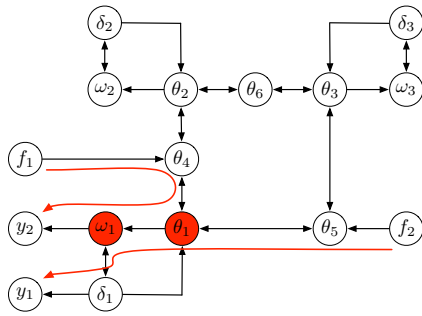 δ₂ δ₃
ω₂ θ₂ θ₆ θ₃ ω₃
f₁ θ₄
y₂ ω₁ θ₁ θ₅ f₂
y₁ δ₁